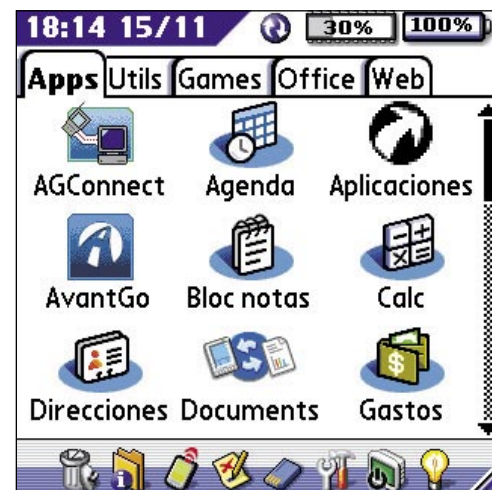 18:14 15/11 30% 100%
Apps Utils Games Office Web
AGConnect Agenda Aplicaciones
AvantGo Bloc notas Calc
Direcciones Documents Gastos